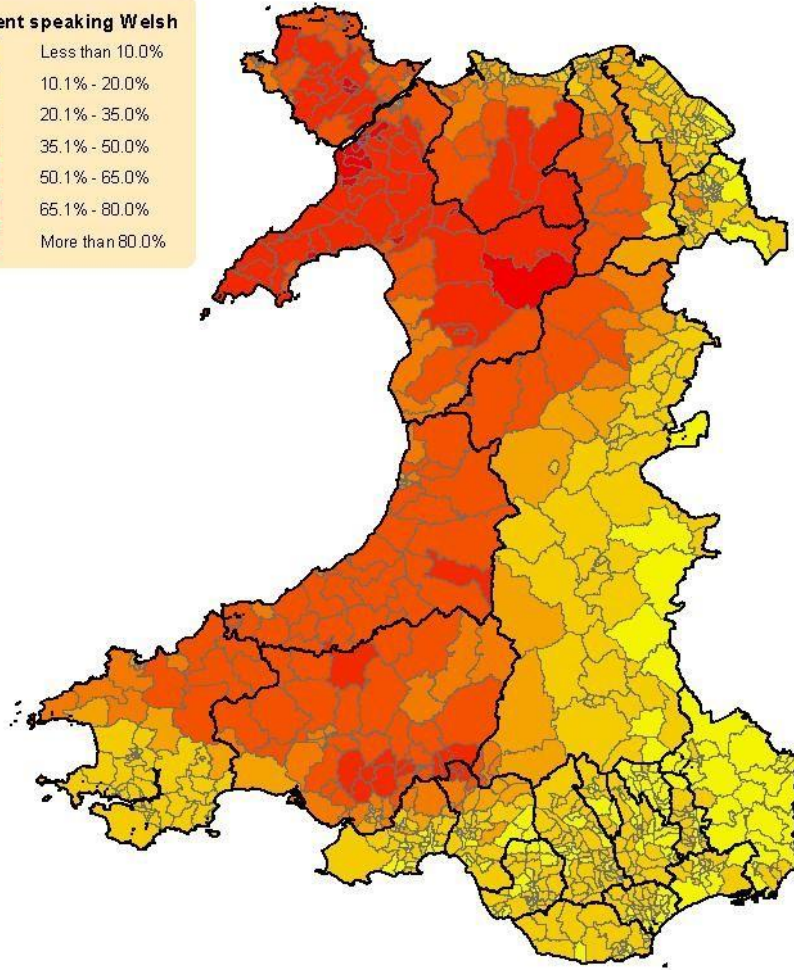 ent speaking Welsh
Less than 10.0%
10.1% - 20.0%
20.1% - 35.0%
35.1% - 50.0%
50.1% - 65.0%
65.1% - 80.0%
More than 80.0%